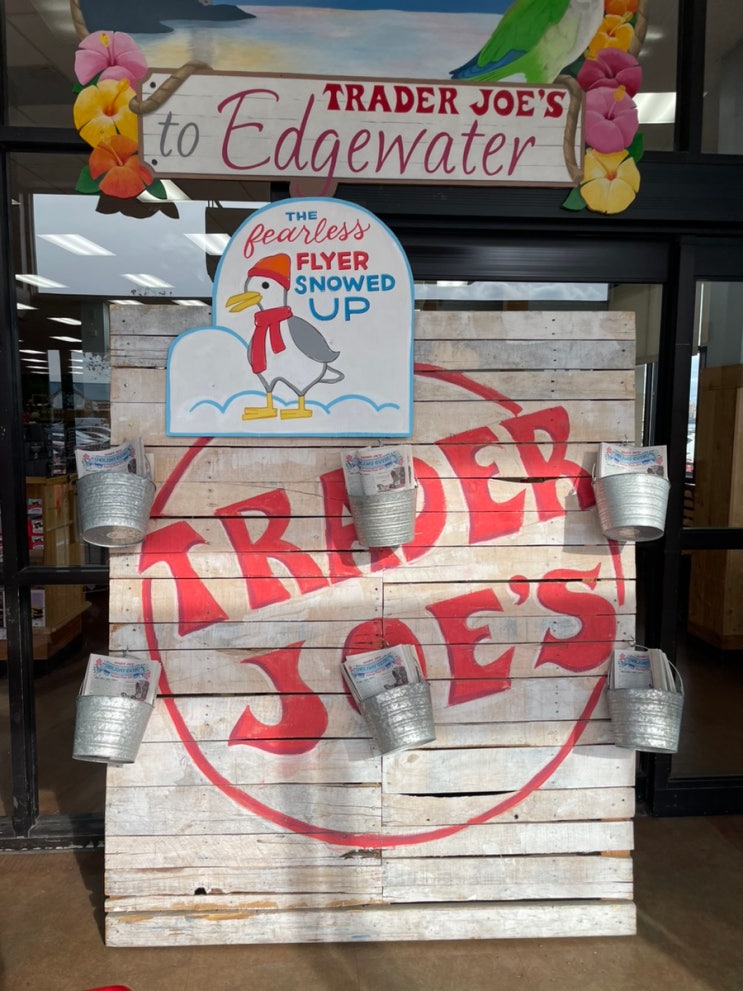 TRADER JOE'S
to Edgewater
THE
fearless
FLYER
SNOWED
UP
TRADER
JOE'S